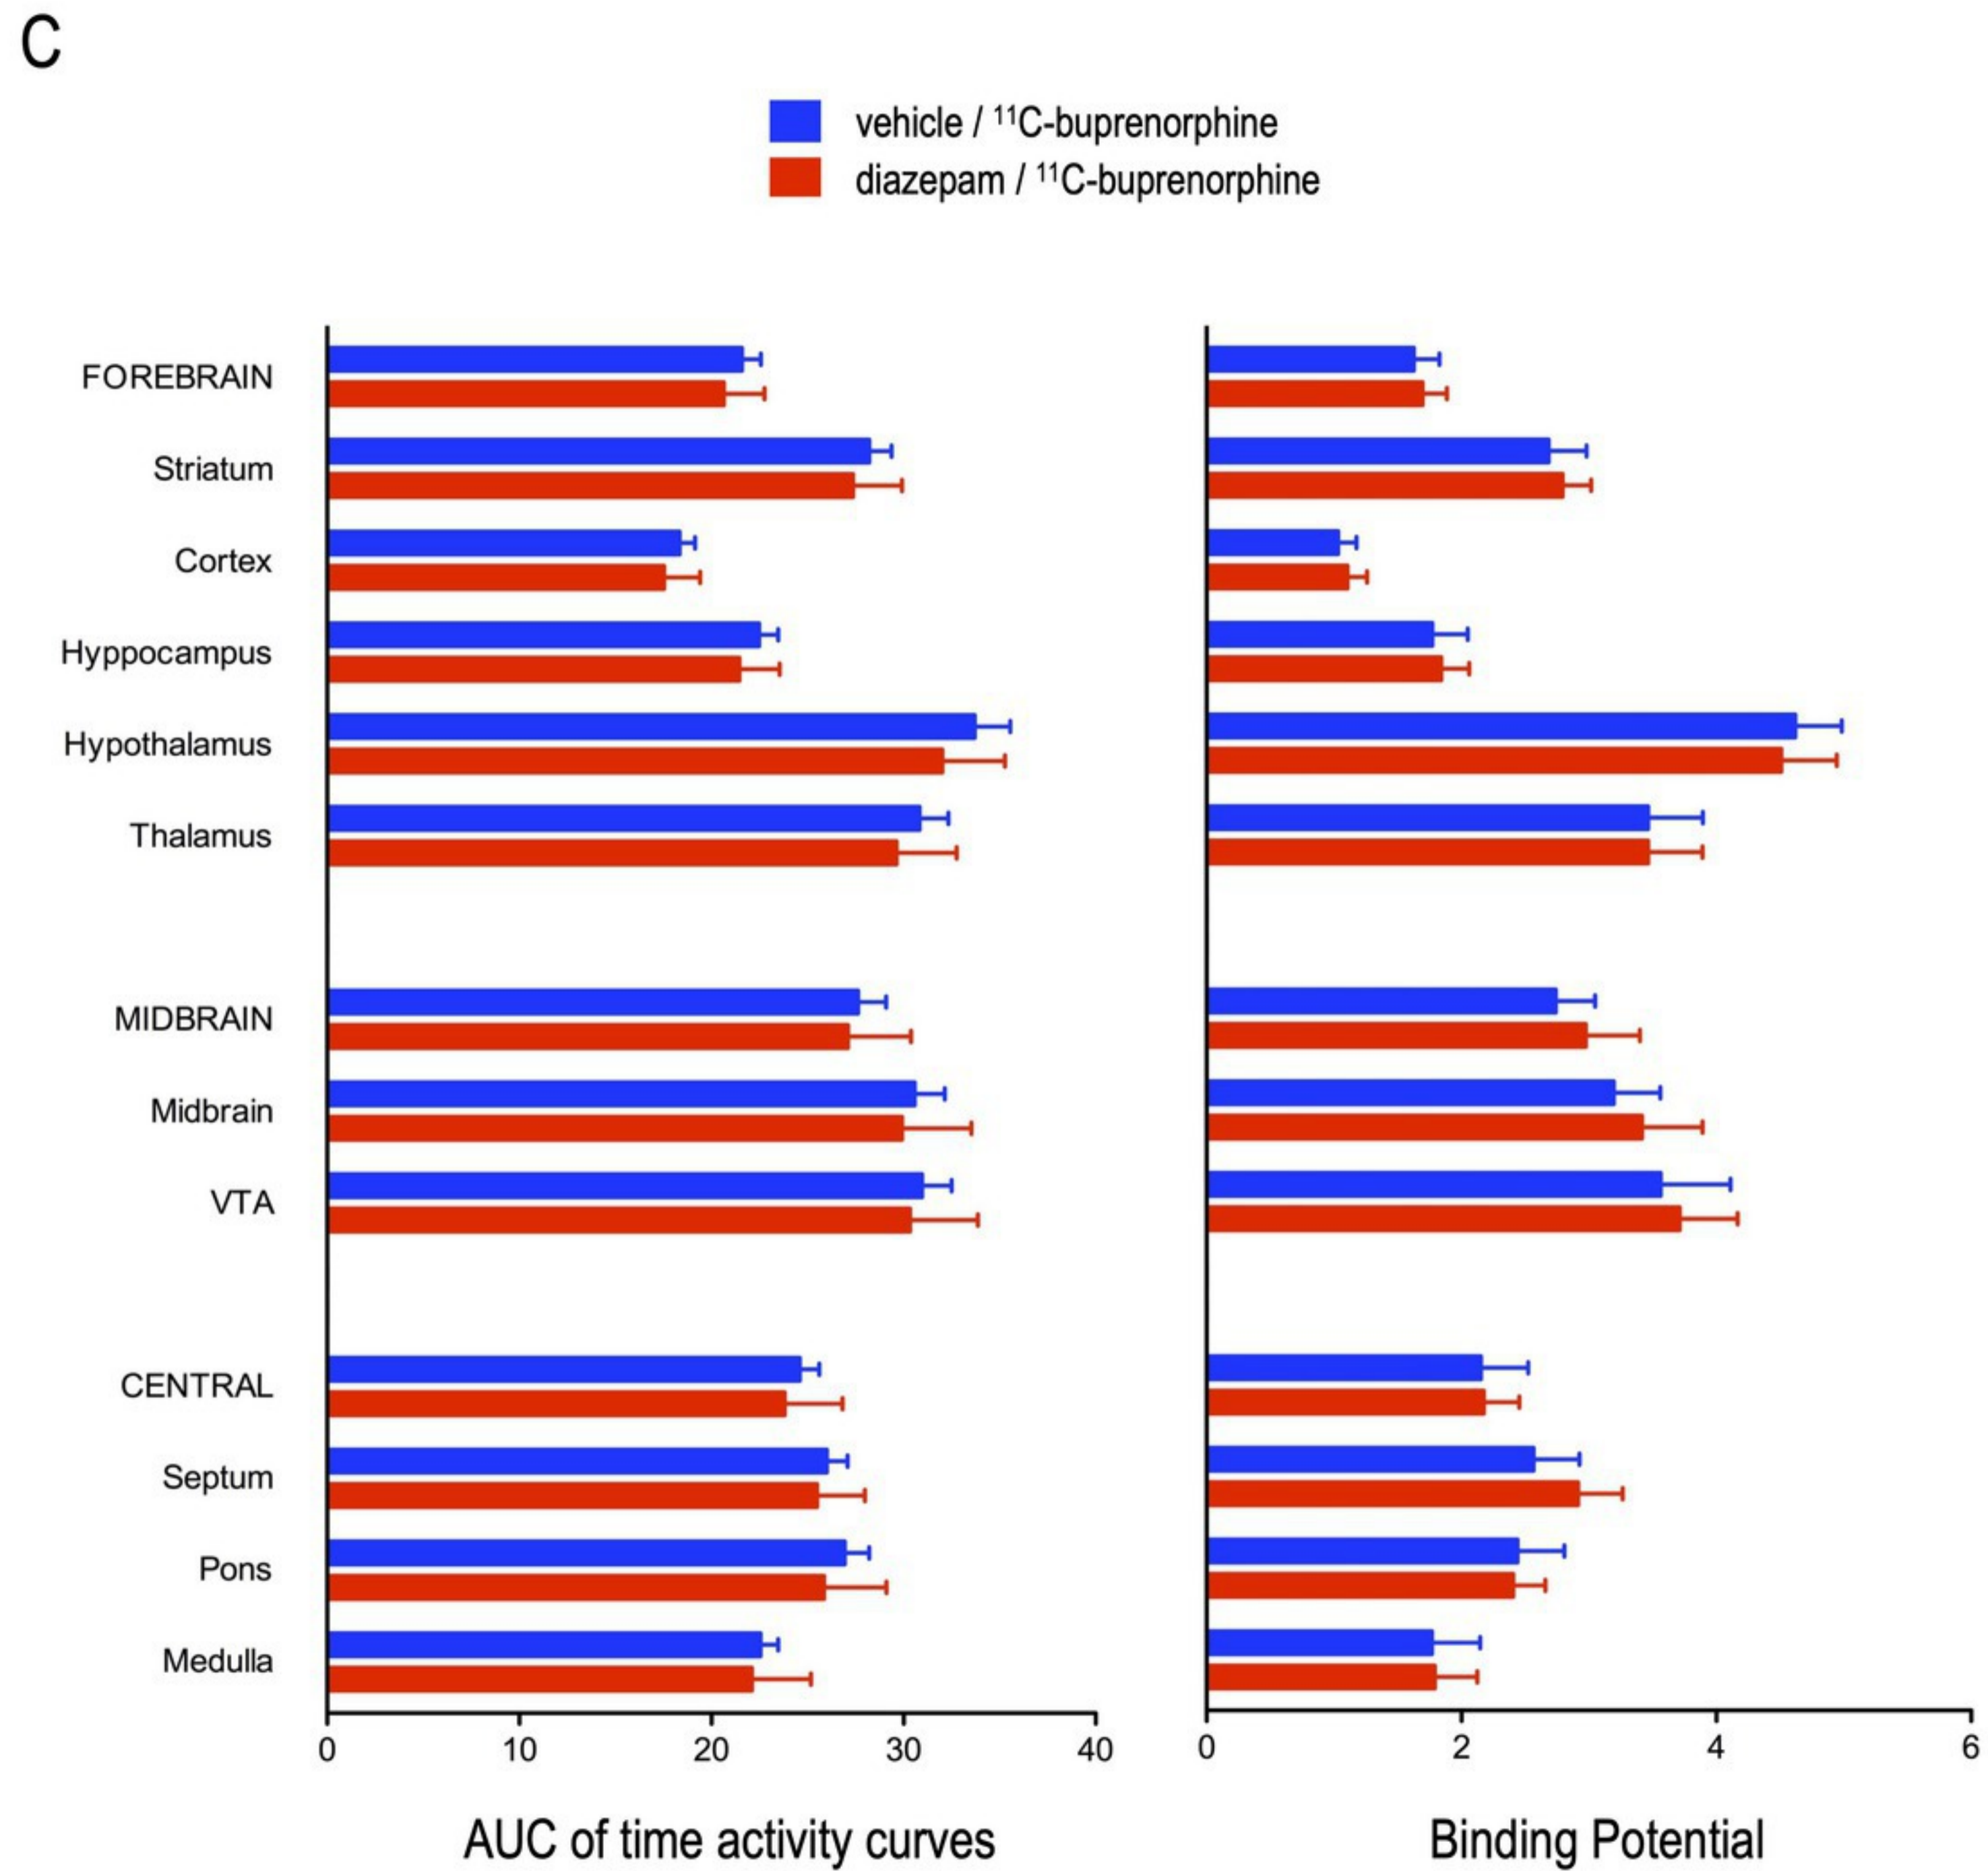 C
vehicle / ¹¹C-buprenorphine
diazepam / ¹¹C-buprenorphine
FOREBRAIN
Striatum
Cortex
Hyppocampus
Hypothalamus
Thalamus
MIDBRAIN
Midbrain
VTA
CENTRAL
Septum
Pons
Medulla
0 10 20 30 40
0 2 4 6
AUC of time activity curves
Binding Potential